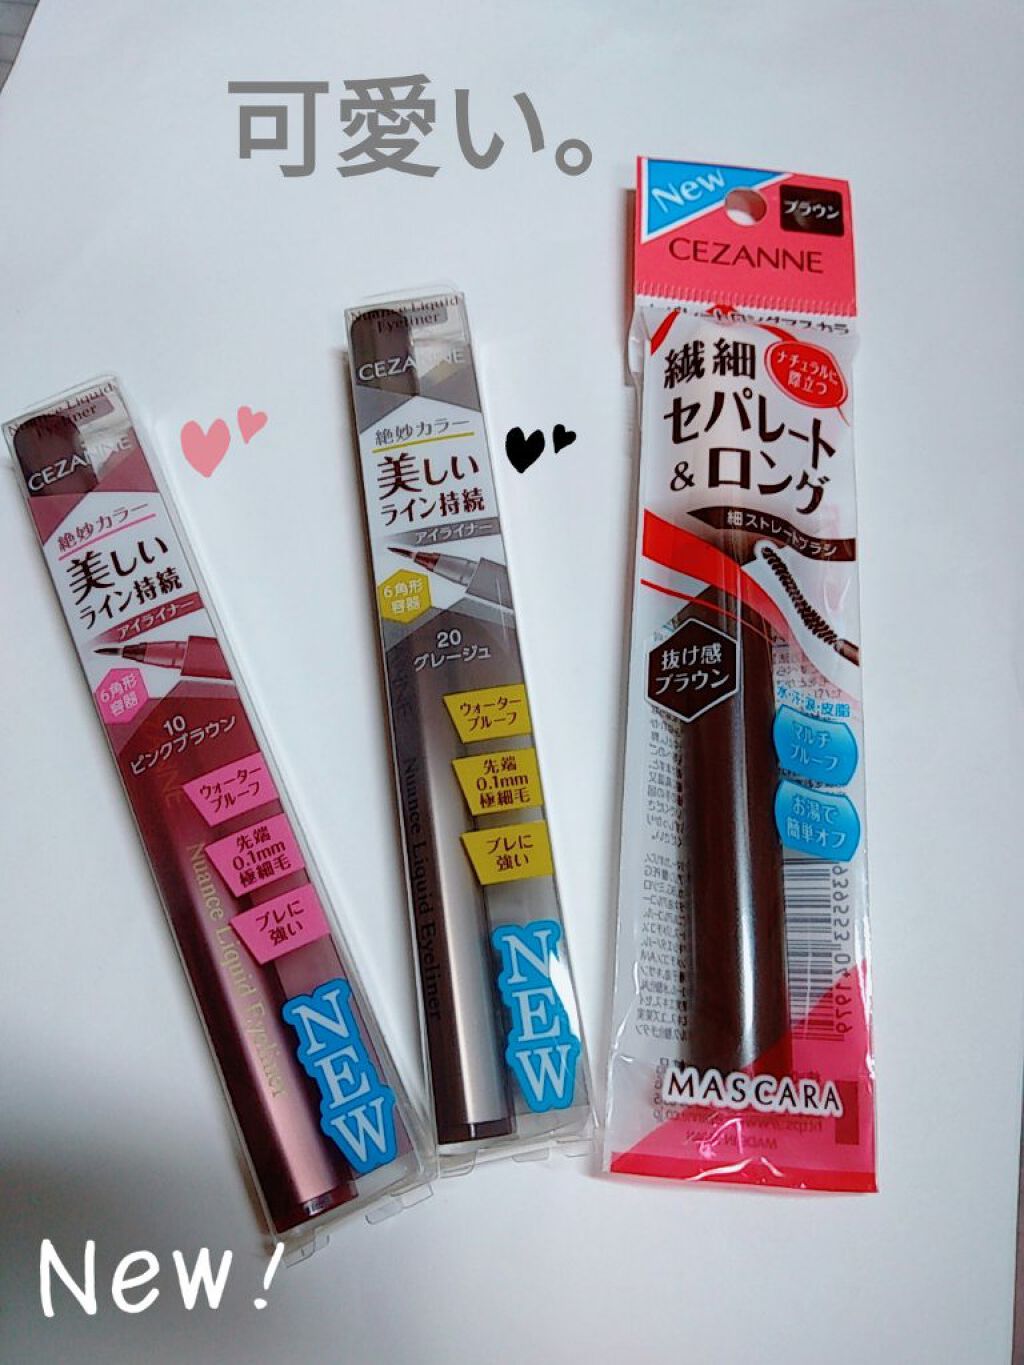 可愛い。
Nuance Liquid
Eyeliner
CEZANNE
絶妙カラー
美しい
ライン持続
アイライナー
6角形
容器
10
ピンクブラウン
ウォーター
プルーフ
先端
0.1mm
極細毛
ブレに
強い
Nuance Liquid Eyeliner
NEW
Nuance Liquid
Eyeliner
CEZANNE
絶妙カラー
美しい
ライン持続
アイライナー
6角形
容器
20
グレージュ
ウォーター
プルーフ
先端
0.1mm
極細毛
ブレに
強い
Nuance Liquid Eyeliner
NEW
New
ブラウン
CEZANNE
繊細
セパレート
&ロング
ナチュラルに
際立つ
細ストレートブラシ
抜け感
ブラウン
水・汗・涙・皮脂
マルチ
プルーフ
お湯で
簡単オフ
MASCARA
New!